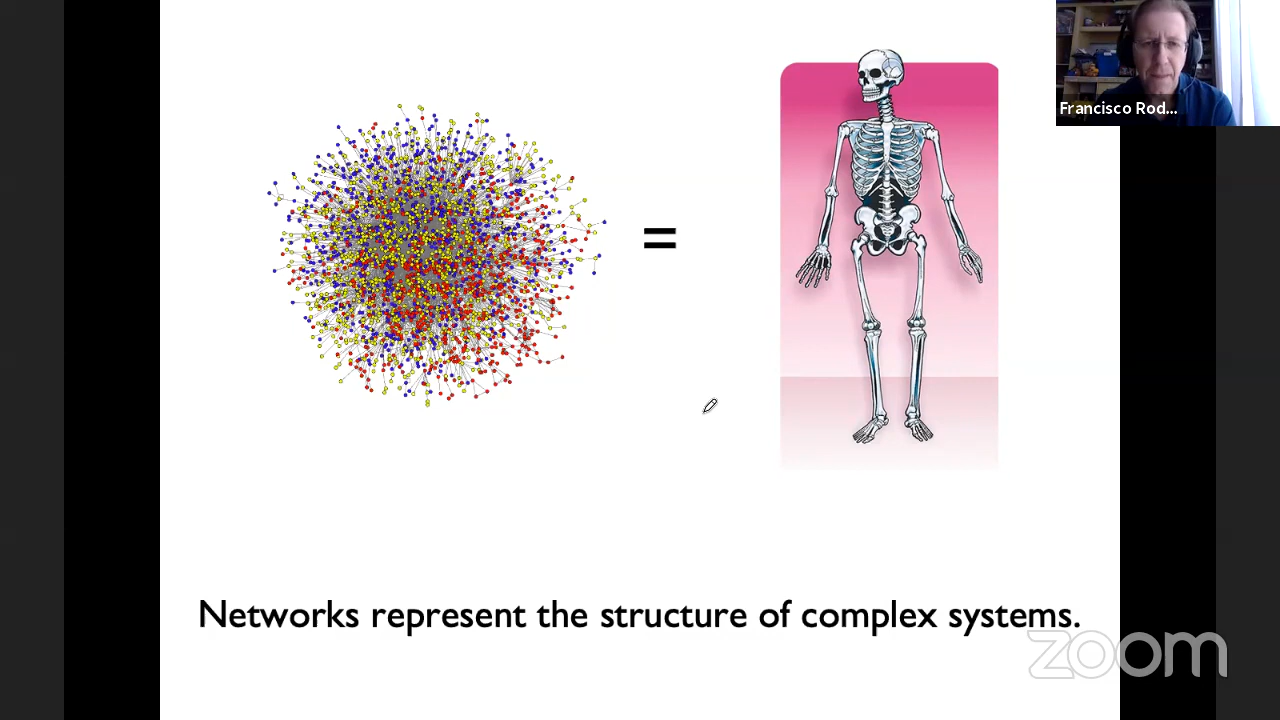 Francisco Rod...
=
Networks represent the structure of complex systems.
zoom